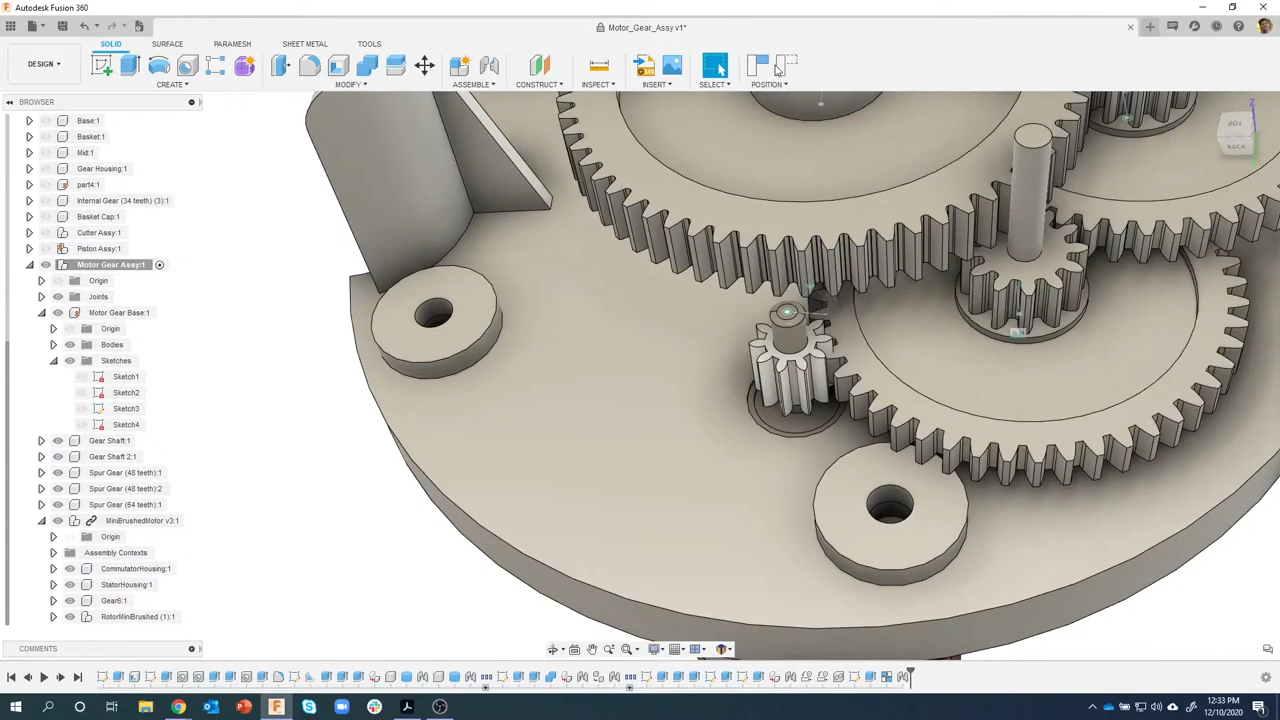 Autodesk Fusion 360
Motor_Gear_Assy v1*
SOLID SURFACE PARAMESH SHEET METAL TOOLS
DESIGN
CREATE MODIFY ASSEMBLE CONSTRUCT INSPECT INSERT SELECT POSITION
BROWSER
Base:1
Basket:1
Mid:1
Gear Housing:1
part4:1
Internal Gear (34 teeth) (3):1
Basket Cap:1
Cutter Assy:1
Piston Assy:1
Motor Gear Assy:1
Origin
Joints
Motor Gear Base:1
Origin
Bodies
Sketches
Sketch1
Sketch2
Sketch3
Sketch4
Gear Shaft:1
Gear Shaft 2:1
Spur Gear (48 teeth):1
Spur Gear (48 teeth):2
Spur Gear (64 teeth):1
MiniBrushedMotor v3:1
Origin
Assembly Contexts
CommutatorHousing:1
StatorHousing:1
Gear6:1
RotorMiniBrushed (1):1
Z
TOP
BACK
COMMENTS
12:33 PM
12/10/2020